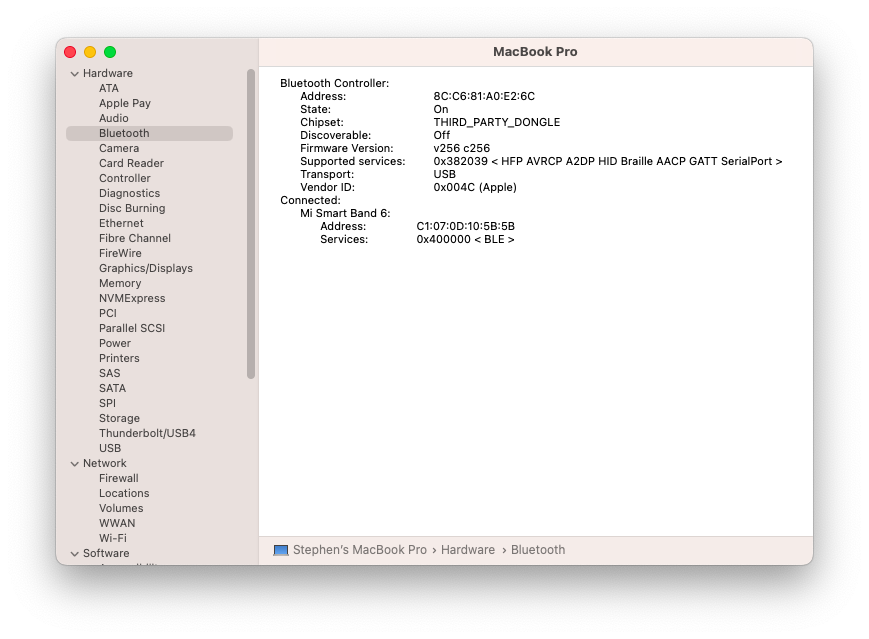 MacBook Pro
Hardware
ATA
Apple Pay
Audio
Bluetooth
Camera
Card Reader
Controller
Diagnostics
Disc Burning
Ethernet
Fibre Channel
FireWire
Graphics/Displays
Memory
NVMExpress
PCI
Parallel SCSI
Power
Printers
SAS
SATA
SPI
Storage
Thunderbolt/USB4
USB
Network
Firewall
Locations
Volumes
WWAN
Wi-Fi
Software
Bluetooth Controller:
Address: 8C:C6:81:A0:E2:6C
State: On
Chipset: THIRD_PARTY_DONGLE
Discoverable: Off
Firmware Version: v256 c256
Supported services: 0x382039 < HFP AVRCP A2DP HID Braille AACP GATT SerialPort >
Transport: USB
Vendor ID: 0x004C (Apple)
Connected:
Mi Smart Band 6:
Address: C1:07:0D:10:5B:5B
Services: 0x400000 < BLE >
Stephen's MacBook Pro › Hardware › Bluetooth